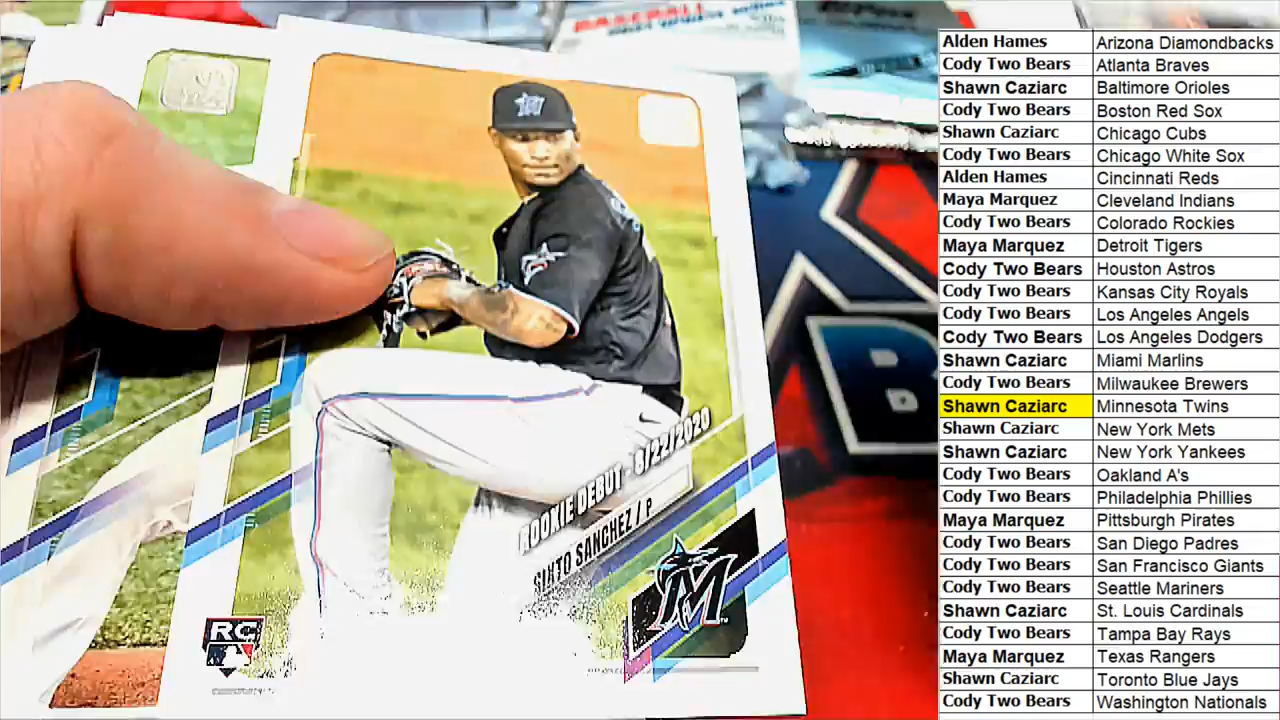 BASEBALL
ROOKIE DEBUT - 8/22/2020
SIXTO SANCHEZ / P
M
RC
B
Alden Hames Arizona Diamondbacks
Cody Two Bears Atlanta Braves
Shawn Caziarc Baltimore Orioles
Cody Two Bears Boston Red Sox
Shawn Caziarc Chicago Cubs
Cody Two Bears Chicago White Sox
Alden Hames Cincinnati Reds
Maya Marquez Cleveland Indians
Cody Two Bears Colorado Rockies
Maya Marquez Detroit Tigers
Cody Two Bears Houston Astros
Cody Two Bears Kansas City Royals
Cody Two Bears Los Angeles Angels
Cody Two Bears Los Angeles Dodgers
Shawn Caziarc Miami Marlins
Cody Two Bears Milwaukee Brewers
Shawn Caziarc Minnesota Twins
Shawn Caziarc New York Mets
Shawn Caziarc New York Yankees
Cody Two Bears Oakland A's
Cody Two Bears Philadelphia Phillies
Maya Marquez Pittsburgh Pirates
Cody Two Bears San Diego Padres
Cody Two Bears San Francisco Giants
Cody Two Bears Seattle Mariners
Shawn Caziarc St. Louis Cardinals
Cody Two Bears Tampa Bay Rays
Maya Marquez Texas Rangers
Shawn Caziarc Toronto Blue Jays
Cody Two Bears Washington Nationals